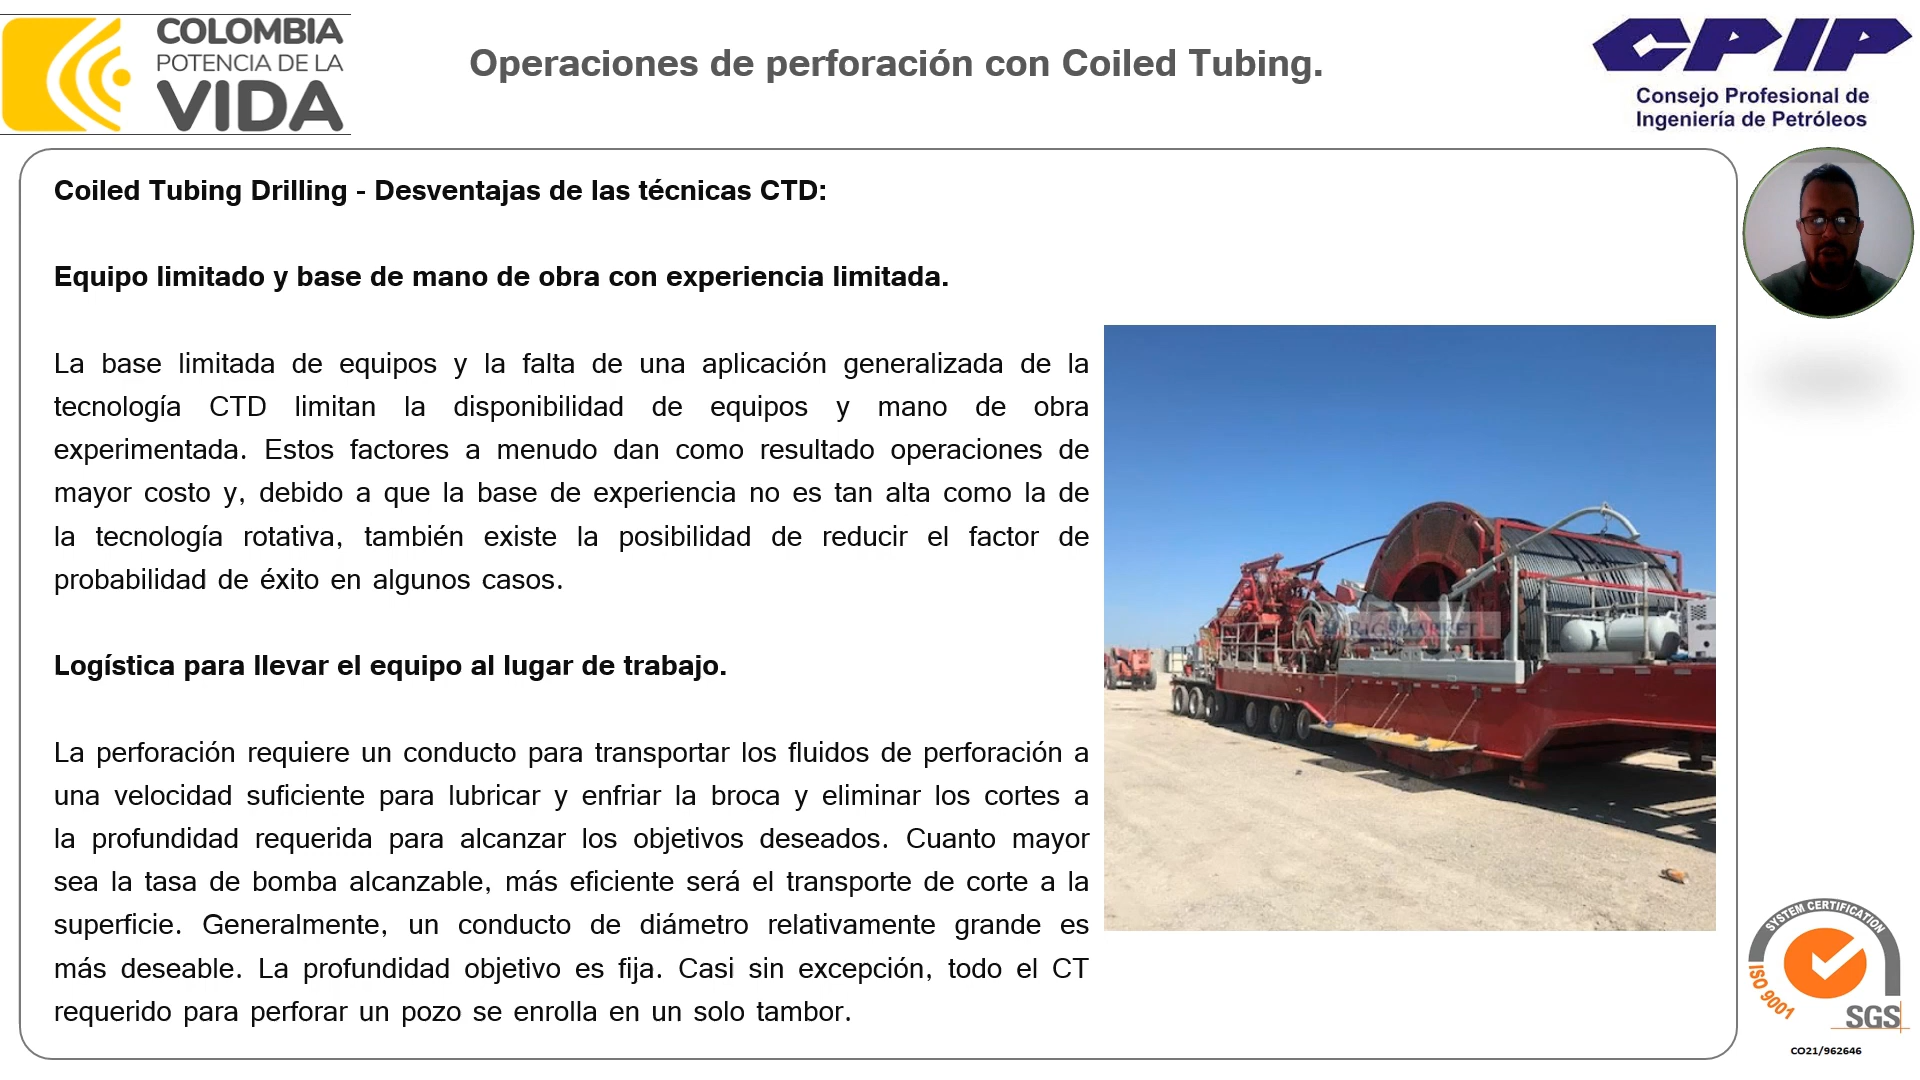 COLOMBIA
POTENCIA DE LA
VIDA
Operaciones de perforación con Coiled Tubing.
CPIP
Consejo Profesional de
Ingeniería de Petróleos
Coiled Tubing Drilling - Desventajas de las técnicas CTD:
Equipo limitado y base de mano de obra con experiencia limitada.
La base limitada de equipos y la falta de una aplicación generalizada de la
tecnología CTD limitan la disponibilidad de equipos y mano de obra
experimentada. Estos factores a menudo dan como resultado operaciones de
mayor costo y, debido a que la base de experiencia no es tan alta como la de
la tecnología rotativa, también existe la posibilidad de reducir el factor de
probabilidad de éxito en algunos casos.
Logística para llevar el equipo al lugar de trabajo.
La perforación requiere un conducto para transportar los fluidos de perforación a
una velocidad suficiente para lubricar y enfriar la broca y eliminar los cortes a
la profundidad requerida para alcanzar los objetivos deseados. Cuanto mayor
sea la tasa de bomba alcanzable, más eficiente será el transporte de corte a la
superficie. Generalmente, un conducto de diámetro relativamente grande es
más deseable. La profundidad objetivo es fija. Casi sin excepción, todo el CT
requerido para perforar un pozo se enrolla en un solo tambor.
SYSTEM CERTIFICATION
ISO 9001
SGS
CO21/962646